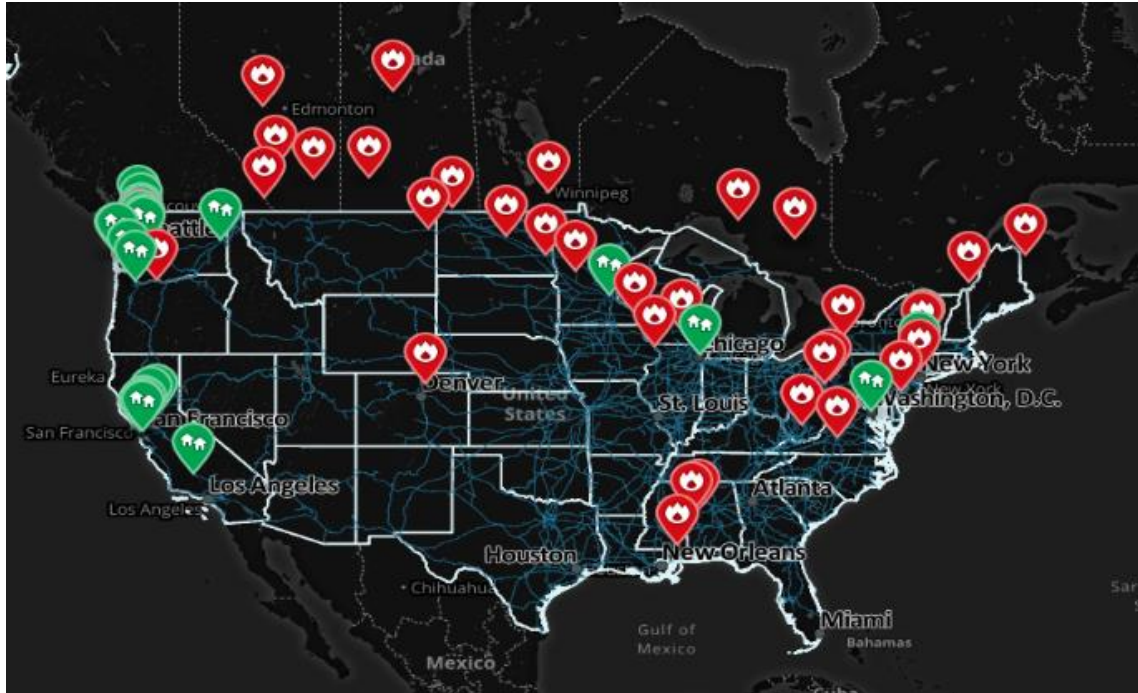 Edmonton
Winnipeg
Eureka
San Francisco
San Francisco
Los Angeles
Los Angeles
Denver
United
States
Chicago
St. Louis
New York
New York
Washington, D.C.
Atlanta
Houston
New Orleans
Chihuahua
Miami
Bahamas
Gulf of
Mexico
Mexico